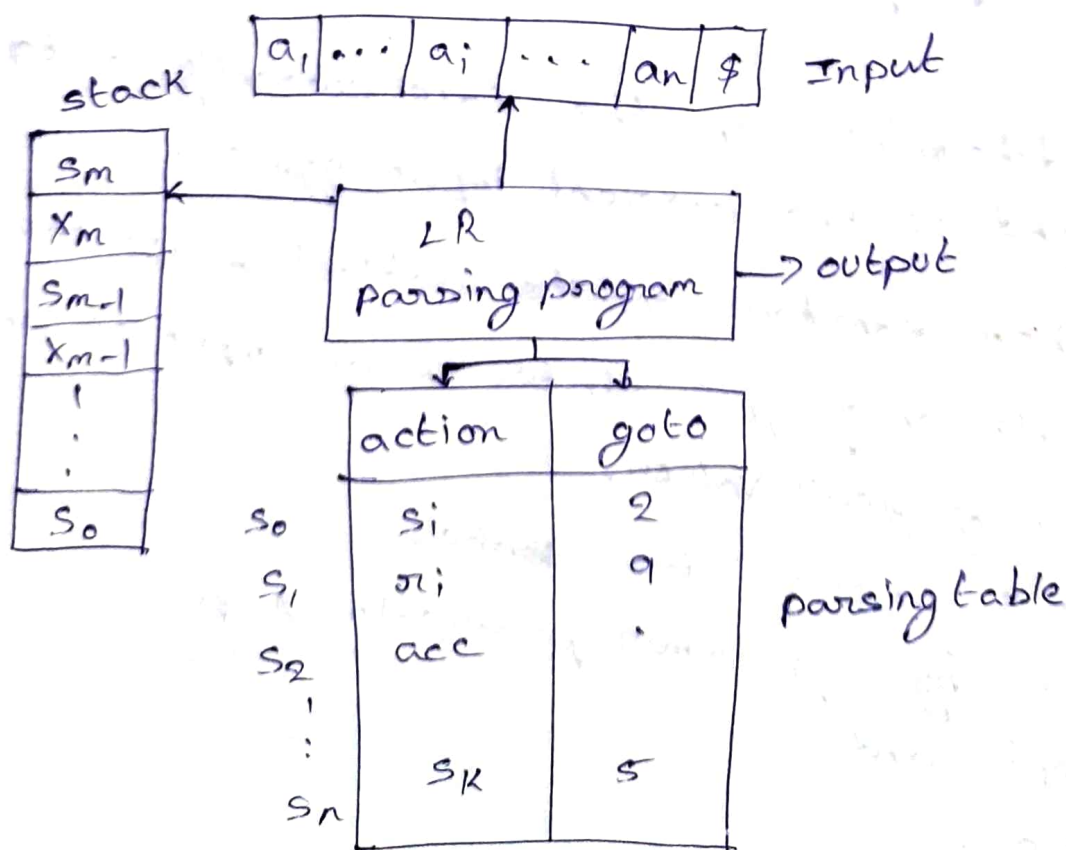 a1 ... ai ... an $ Input
stack
Sm
Xm
Sm-1
Xm-1
S0
LR
parsing program
output
action goto
S0 si 2
S1 ri 9
S2 acc .
Sn sk 5
parsing table